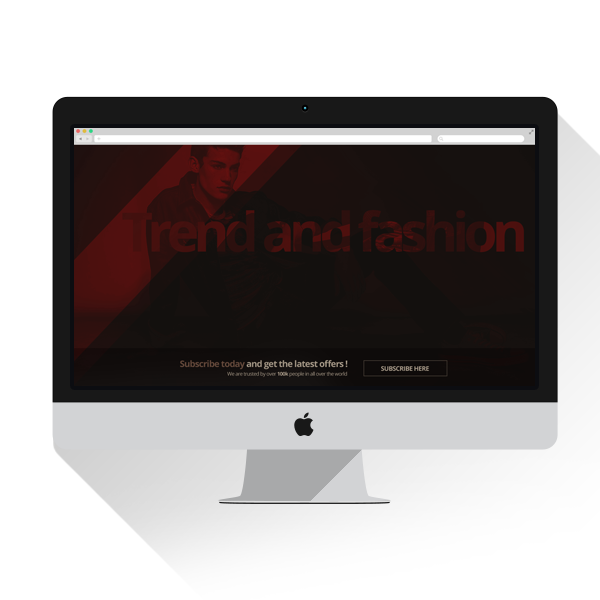 Trend and fashion
Subscribe today and get the latest offers !
We are trusted by over 100k people in all over the world!
SUBSCRIBE HERE